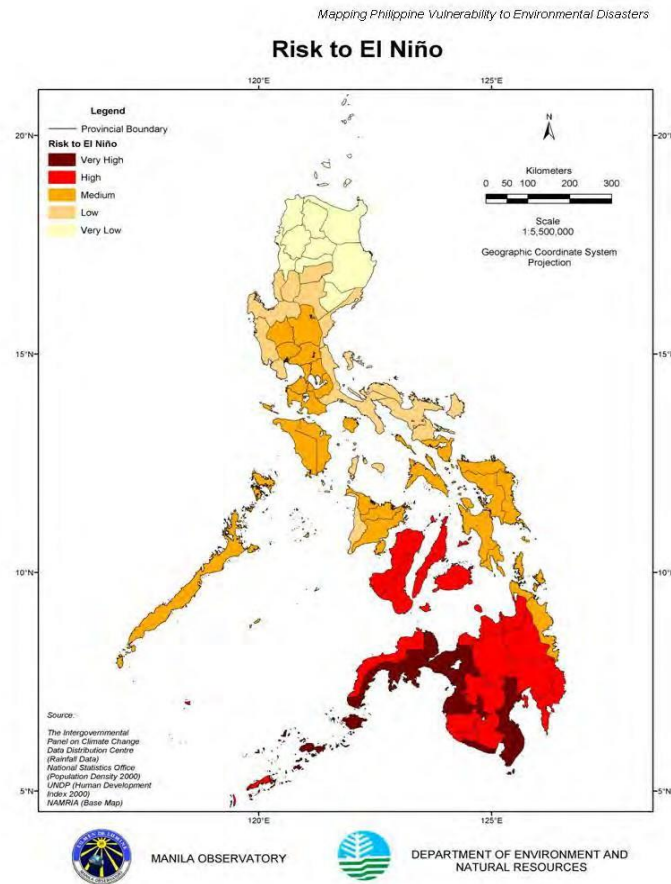 Mapping Philippine Vulnerability to Environmental Disasters
Risk to El Niño
120°E
125°E
Legend
Provincial Boundary
Risk to El Niño
Very High
High
Medium
Low
Very Low
N
Kilometers
0 50 100 200 300
Scale
1:5,500,000
Geographic Coordinate System
Projection
20°N
20°N
15°N
15°N
10°N
10°N
5°N
5°N
Source:
The Intergovernmental
Panel on Climate Change
Data Distribution Centre
(Rainfall Data)
National Statistics Office
(Population Density 2000)
UNDP (Human Development
Index 2000)
NAMRIA (Base Map)
120°E
125°E
MANILA OBSERVATORY
DEPARTMENT OF ENVIRONMENT AND
NATURAL RESOURCES